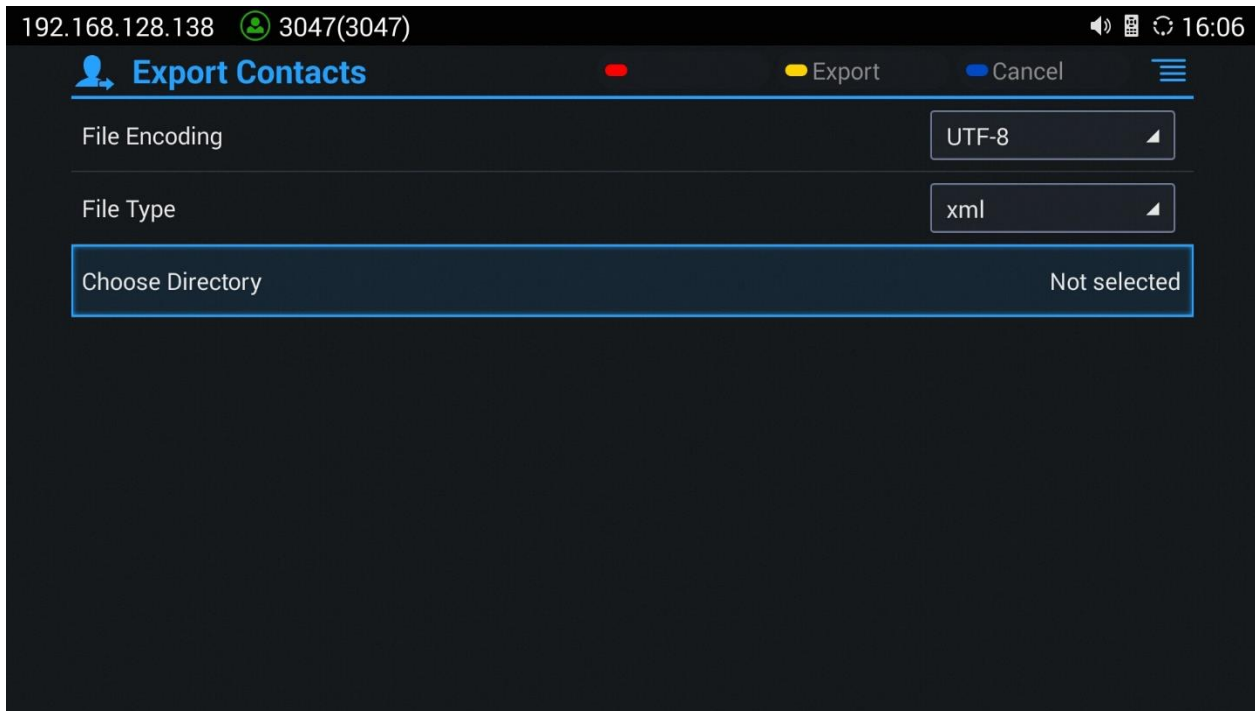 192.168.128.138 3047(3047) 16:06
Export Contacts Export Cancel
File Encoding UTF-8
File Type xml
Choose Directory Not selected